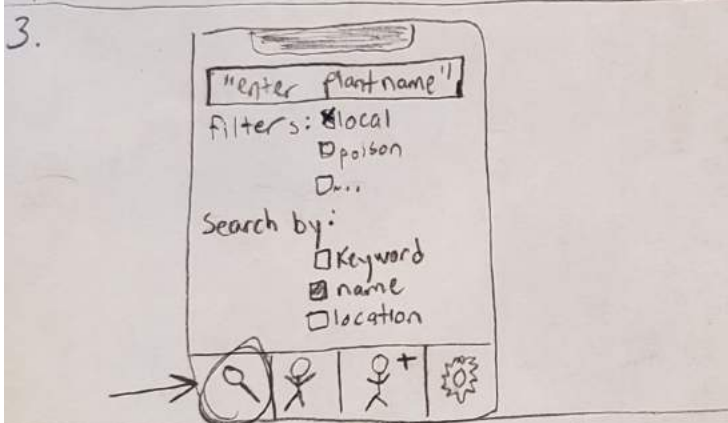 3.
"enter plantname"
filters: local
poison
...
Search by:
Keyword
name
location
+